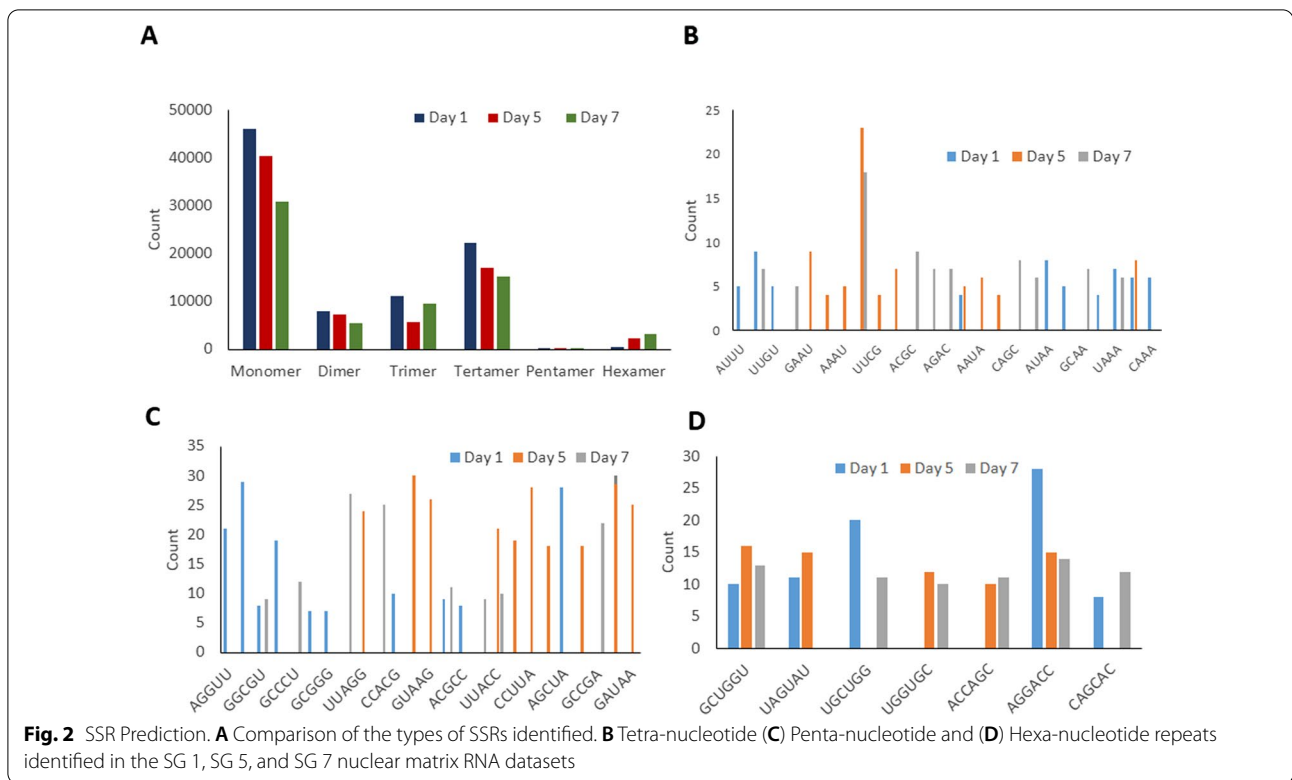 A
50000
40000
30000
20000
10000
0
Count
Day 1 Day 5 Day 7
Monomer Dimer Trimer Tertamer Pentamer Hexamer
B
25
20
15
10
5
0
Count
Day 1 Day 5 Day 7
AUUU UUGU GAAU AAAU UUCG ACGC AGAC AAUA CAGC AUAA GCAA UAAA CAAA
C
35
30
25
20
15
10
5
0
Count
Day 1 Day 5 Day 7
AGGUU GGCGU GCCCU GCGGG UUAGG CCACG GUAAG ACGCC UUACC CCUUA AGCUA GCCGA GAUAA
D
30
25
20
15
10
5
0
Count
Day 1 Day 5 Day 7
GCUGGU UAGUAU UGCUGG UGGUGC ACCAGC AGGACC CAGCAC
Fig. 2 SSR Prediction. A Comparison of the types of SSRs identified. B Tetra-nucleotide (C) Penta-nucleotide and (D) Hexa-nucleotide repeats
identified in the SG 1, SG 5, and SG 7 nuclear matrix RNA datasets